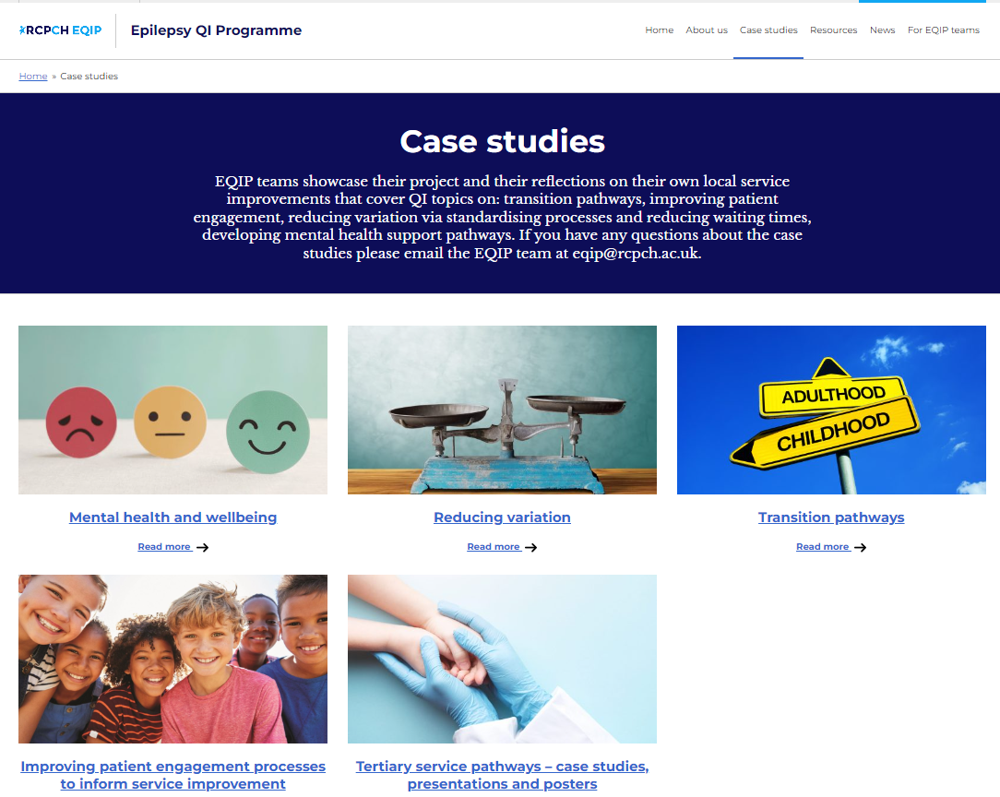 RCPCH EQIP
Epilepsy QI Programme
Home
About us
Case studies
Resources
News
For EQIP teams
Home » Case studies
Case studies
EQIP teams showcase their project and their reflections on their own local service
improvements that cover QI topics on: transition pathways, improving patient
engagement, reducing variation via standardising processes and reducing waiting times,
developing mental health support pathways. If you have any questions about the case
studies please email the EQIP team at eqip@rcpch.ac.uk.
ADULTHOOD
CHILDHOOD
Mental health and wellbeing
Reducing variation
Transition pathways
Read more
Read more
Read more
Improving patient engagement processes
to inform service improvement
Tertiary service pathways – case studies,
presentations and posters